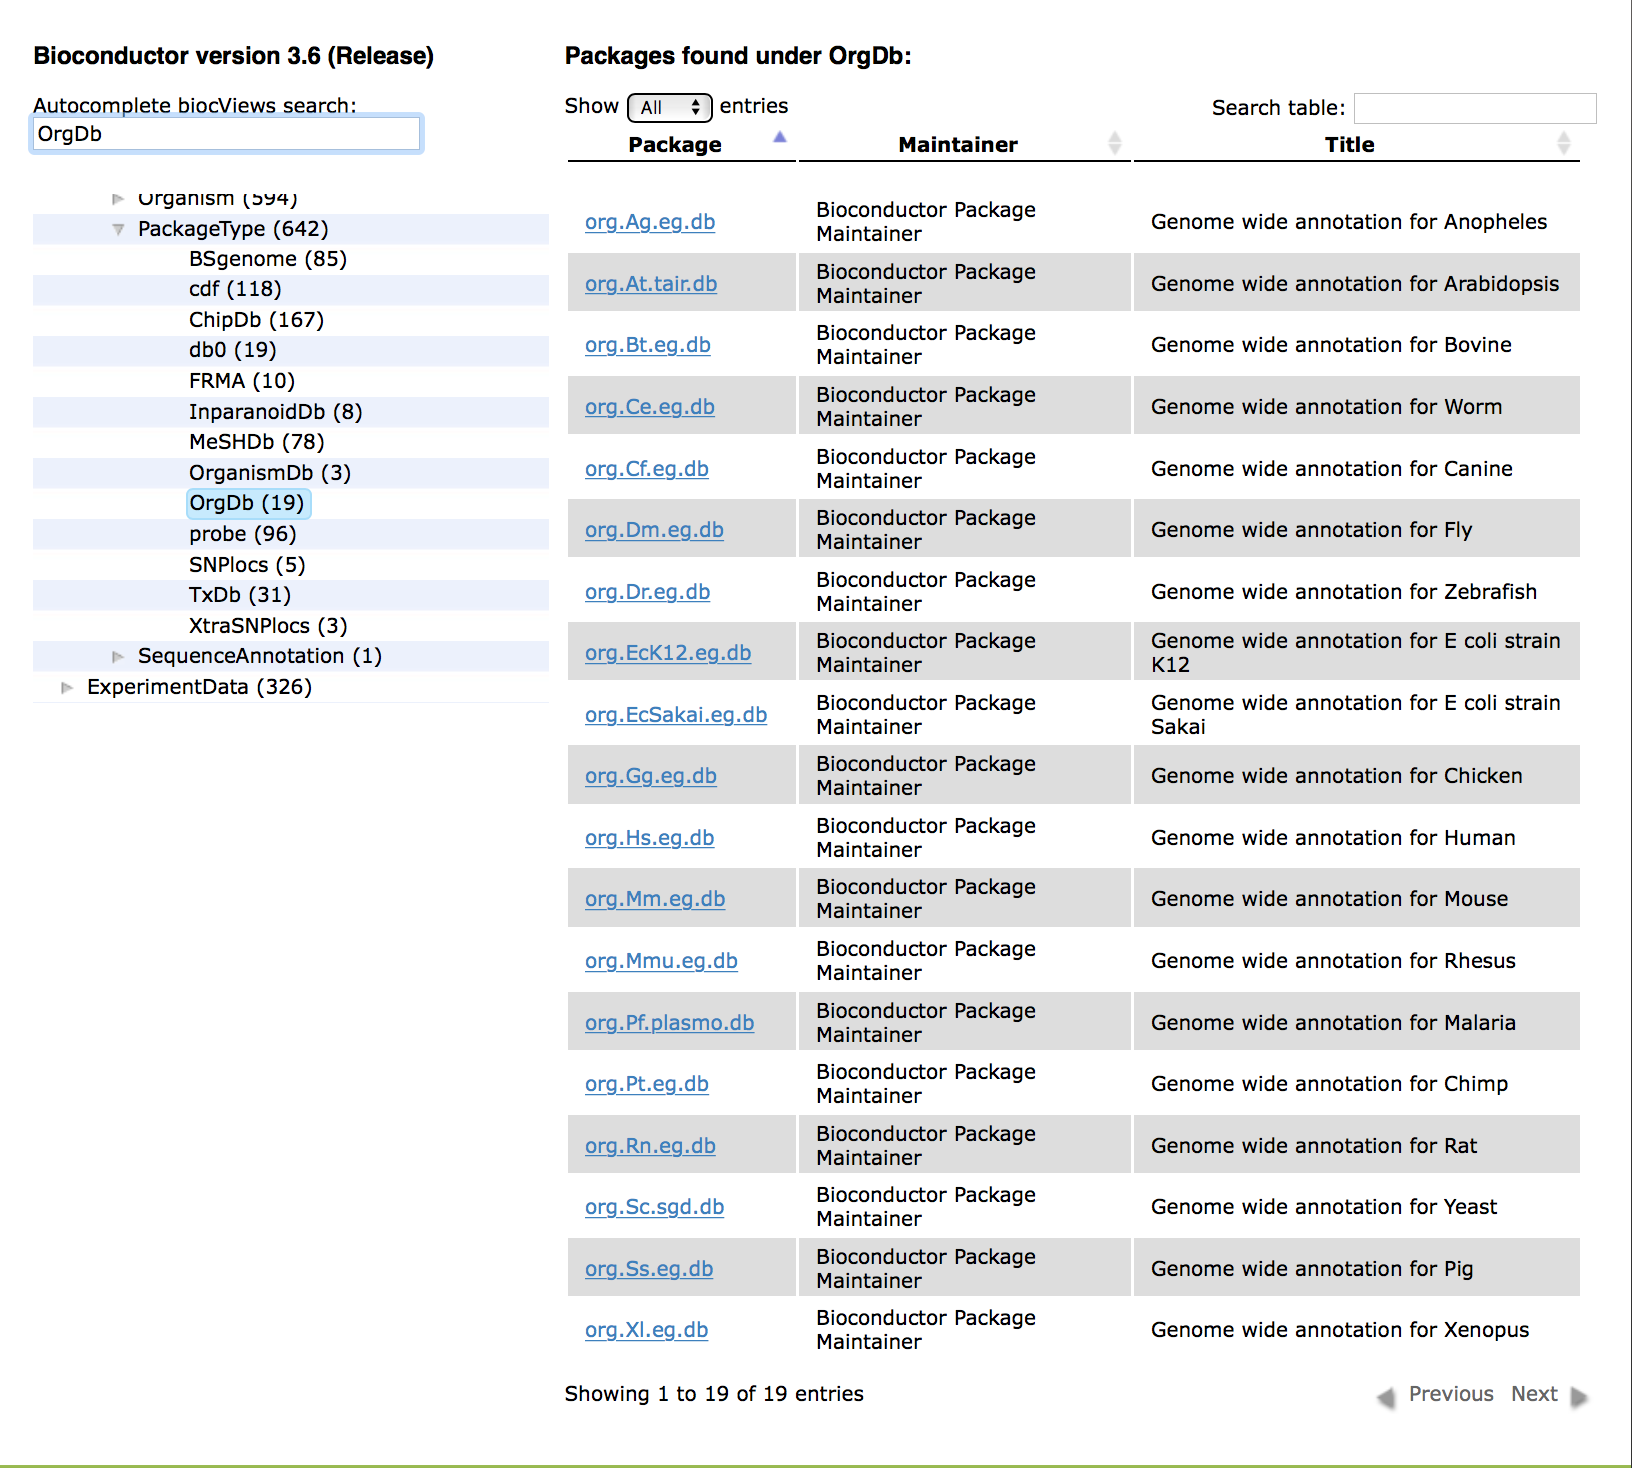 Bioconductor version 3.6 (Release)
Autocomplete biocViews search:
OrgDb
Organism (594)
PackageType (642)
BSgenome (85)
cdf (118)
ChipDb (167)
db0 (19)
FRMA (10)
InparanoidDb (8)
MeSHDb (78)
OrganismDb (3)
OrgDb (19)
probe (96)
SNPlocs (5)
TxDb (31)
XtraSNPlocs (3)
SequenceAnnotation (1)
ExperimentData (326)
Packages found under OrgDb:
Show All entries
Search table:
Package Maintainer Title
org.Ag.eg.db Bioconductor Package Maintainer Genome wide annotation for Anopheles
org.At.tair.db Bioconductor Package Maintainer Genome wide annotation for Arabidopsis
org.Bt.eg.db Bioconductor Package Maintainer Genome wide annotation for Bovine
org.Ce.eg.db Bioconductor Package Maintainer Genome wide annotation for Worm
org.Cf.eg.db Bioconductor Package Maintainer Genome wide annotation for Canine
org.Dm.eg.db Bioconductor Package Maintainer Genome wide annotation for Fly
org.Dr.eg.db Bioconductor Package Maintainer Genome wide annotation for Zebrafish
org.EcK12.eg.db Bioconductor Package Maintainer Genome wide annotation for E coli strain K12
org.EcSakai.eg.db Bioconductor Package Maintainer Genome wide annotation for E coli strain Sakai
org.Gg.eg.db Bioconductor Package Maintainer Genome wide annotation for Chicken
org.Hs.eg.db Bioconductor Package Maintainer Genome wide annotation for Human
org.Mm.eg.db Bioconductor Package Maintainer Genome wide annotation for Mouse
org.Mmu.eg.db Bioconductor Package Maintainer Genome wide annotation for Rhesus
org.Pf.plasmo.db Bioconductor Package Maintainer Genome wide annotation for Malaria
org.Pt.eg.db Bioconductor Package Maintainer Genome wide annotation for Chimp
org.Rn.eg.db Bioconductor Package Maintainer Genome wide annotation for Rat
org.Sc.sgd.db Bioconductor Package Maintainer Genome wide annotation for Yeast
org.Ss.eg.db Bioconductor Package Maintainer Genome wide annotation for Pig
org.Xl.eg.db Bioconductor Package Maintainer Genome wide annotation for Xenopus
Showing 1 to 19 of 19 entries
Previous Next